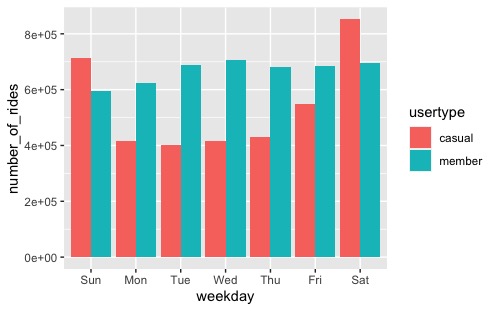 8e+05
6e+05
4e+05
2e+05
0e+00
number_of_rides
Sun Mon Tue Wed Thu Fri Sat
weekday
usertype
casual
member